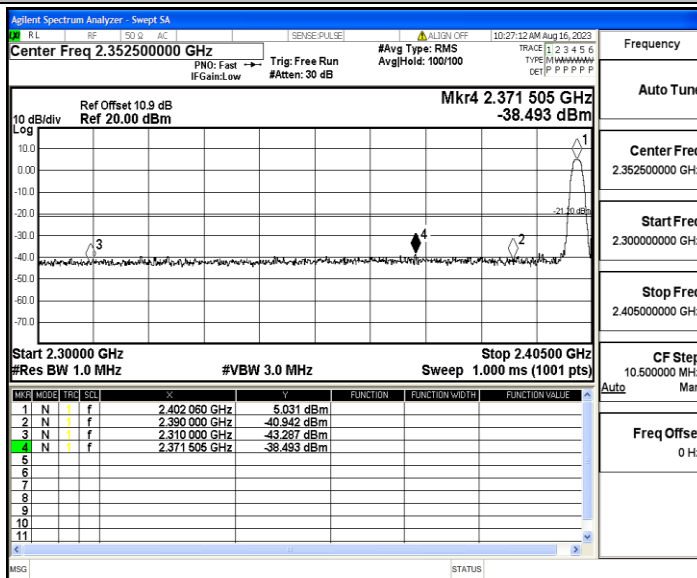 Agilent Spectrum Analyzer - Swept SA
LXI RL RF 50 Ω AC SENSE:PULSE ALIGN OFF 10:27:12 AM Aug 16, 2023
Center Freq 2.352500000 GHz
PNO: Fast
IFGain:Low
Trig: Free Run
#Atten: 30 dB
#Avg Type: RMS
Avg|Hold: 100/100
TRACE 1 2 3 4 5 6
TYPE MWWWWW
DET P P P P P P
Ref Offset 10.9 dB
10 dB/div Ref 20.00 dBm
Log
Mkr4 2.371 505 GHz
-38.493 dBm
10.0
0.00
-10.0
-20.0
-30.0
-40.0
-50.0
-60.0
-70.0
1
2
3
4
-21.20 dBm
Start 2.30000 GHz Stop 2.40500 GHz
#Res BW 1.0 MHz #VBW 3.0 MHz Sweep 1.000 ms (1001 pts)
MKR MODE TRC SCL X Y FUNCTION FUNCTION WIDTH FUNCTION VALUE
1 N 1 f 2.402 060 GHz 5.031 dBm
2 N 1 f 2.390 000 GHz -40.942 dBm
3 N 1 f 2.310 000 GHz -43.287 dBm
4 N 1 f 2.371 505 GHz -38.493 dBm
5
6
7
8
9
10
11
MSG STATUS
Frequency
Auto Tune
Center Freq
2.352500000 GHz
Start Freq
2.300000000 GHz
Stop Freq
2.405000000 GHz
CF Step
10.500000 MHz
Auto Man
Freq Offset
0 Hz